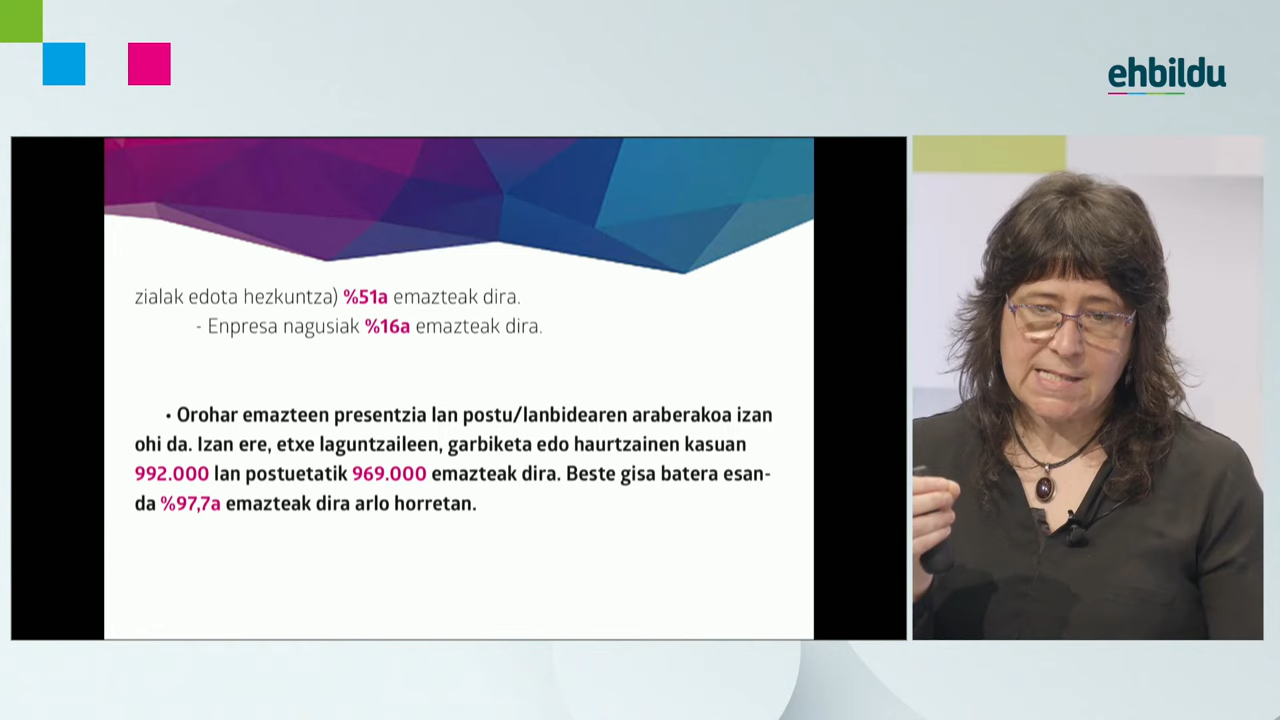 ehbildu
zialak edota hezkuntza) %51a emazteak dira.
- Enpresa nagusiak %16a emazteak dira.
• Orohar emazteen presentzia lan postu/lanbidearen araberakoa izan
ohi da. Izan ere, etxe laguntzaileen, garbiketa edo haurtzainen kasuan
992.000 lan postuetatik 969.000 emazteak dira. Beste gisa batera esan-
da %97,7a emazteak dira arlo horretan.